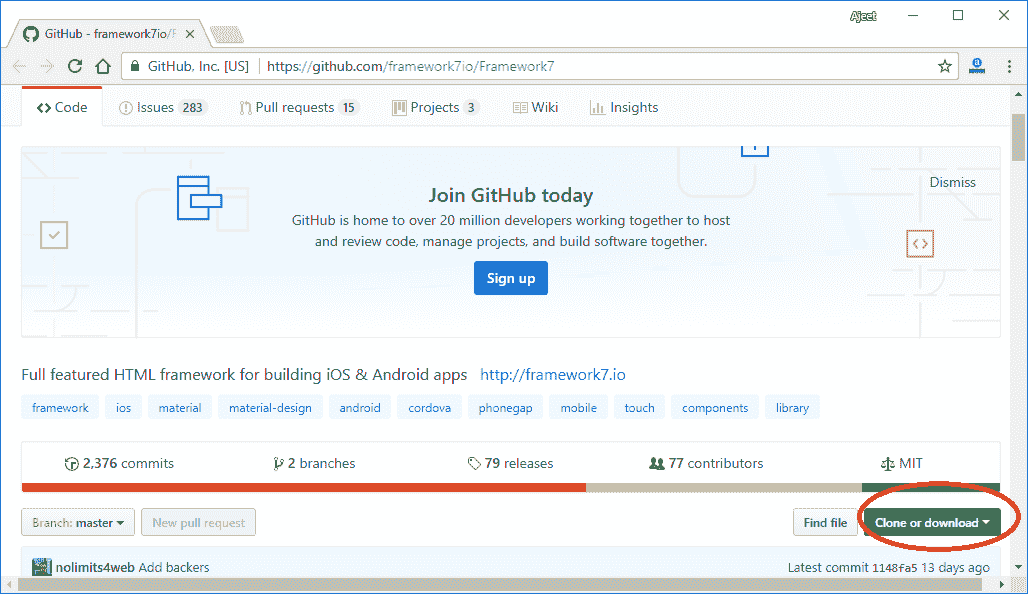 Ajeet
GitHub - framework7io/F
GitHub, Inc. [US] https://github.com/framework7io/Framework7
Code Issues 283 Pull requests 15 Projects 3 Wiki Insights
Dismiss
Join GitHub today
GitHub is home to over 20 million developers working together to host
and review code, manage projects, and build software together.
Sign up
Full featured HTML framework for building iOS & Android apps http://framework7.io
framework ios material material-design android cordova phonegap mobile touch components library
2,376 commits 2 branches 79 releases 77 contributors MIT
Branch: master New pull request Find file Clone or download
nolimits4web Add backers Latest commit 1148fa5 13 days ago